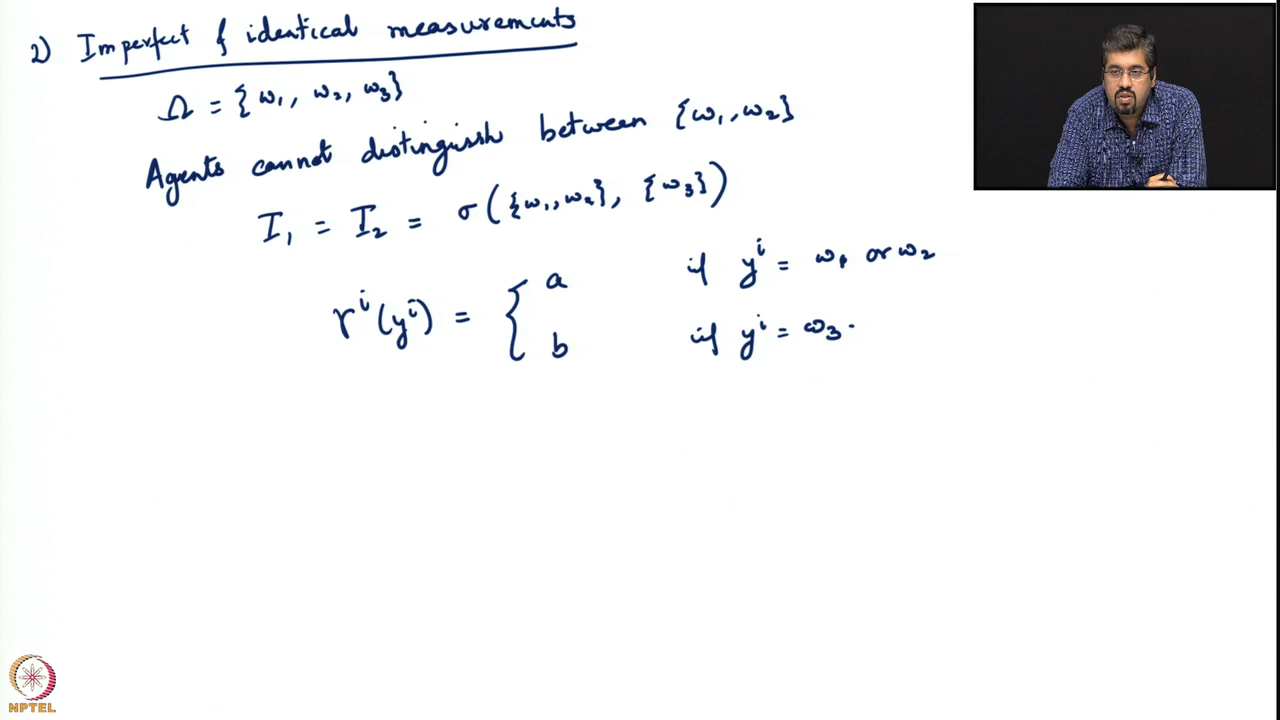 2) Imperfect & identical measurements
Ω = {ω₁, ω₂, ω₃}
Agents cannot distinguish between {ω₁, ω₂}
I₁ = I₂ = σ({ω₁, ω₂}, {ω₃})
γⁱ(yⁱ) = { a if yⁱ = ω₁ or ω₂
b if yⁱ = ω₃.
NPTEL